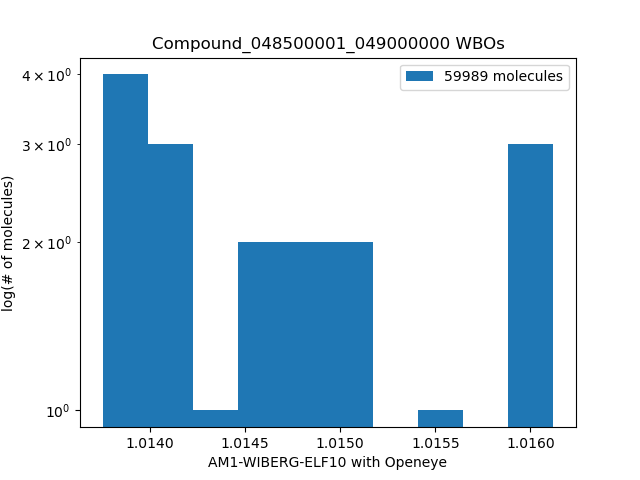 Compound_048500001_049000000 WBOs
59989 molecules
log(# of molecules)
4 × 10⁰
3 × 10⁰
2 × 10⁰
10⁰
1.0140 1.0145 1.0150 1.0155 1.0160
AM1-WIBERG-ELF10 with Openeye